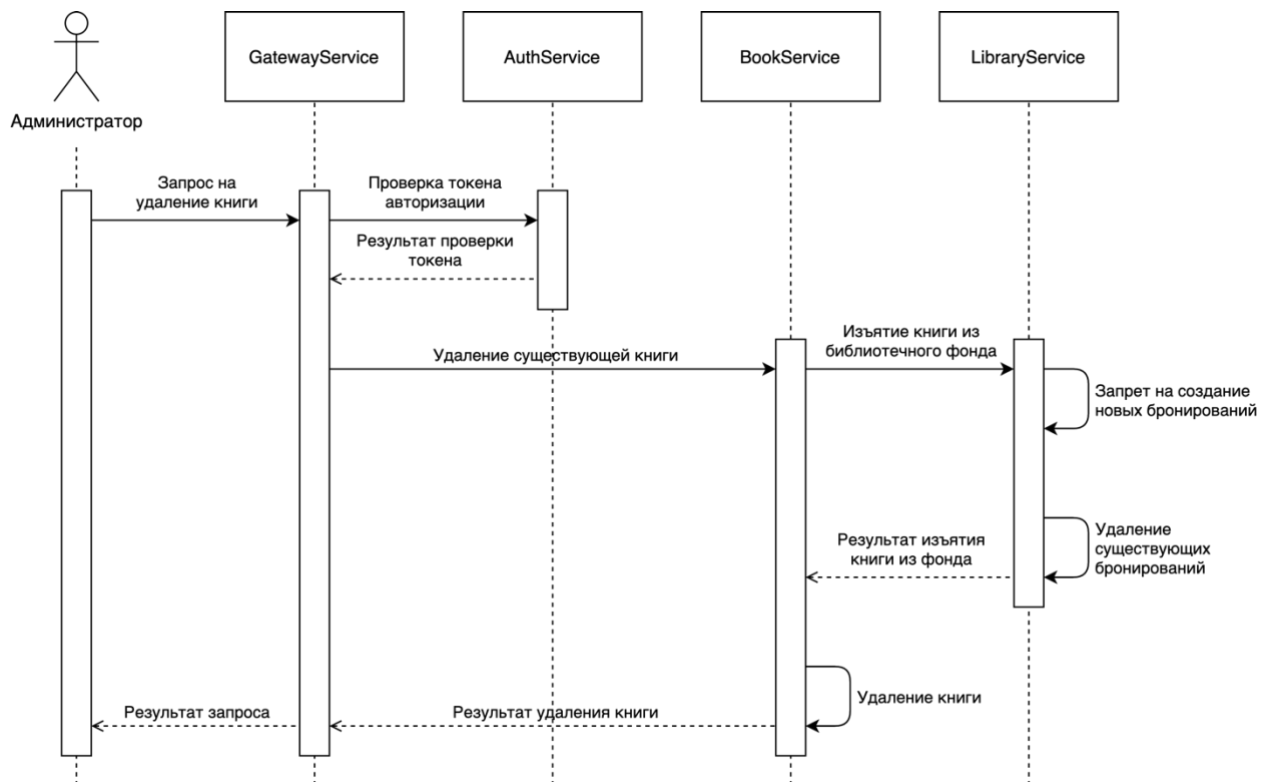 GatewayService
AuthService
BookService
LibraryService
Администратор
Запрос на
удаление книги
Проверка токена
авторизации
Результат проверки
токена
Удаление существующей книги
Изъятие книги из
библиотечного фонда
Запрет на создание
новых бронирований
Результат изъятия
книги из фонда
Удаление
существующих
бронирований
Удаление книги
Результат запроса
Результат удаления книги